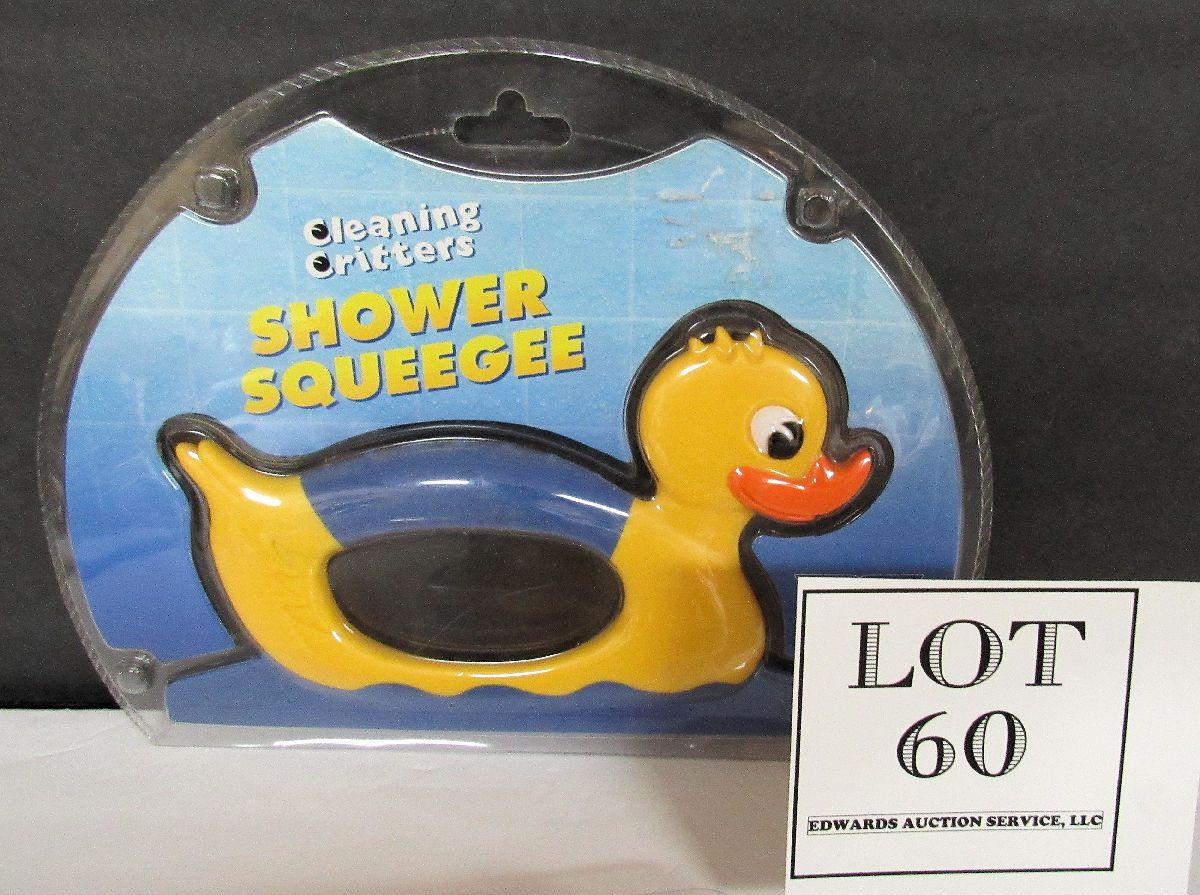 Cleaning
Critters
SHOWER
SQUEEGEE
LOT
60
EDWARDS AUCTION SERVICE, LLC